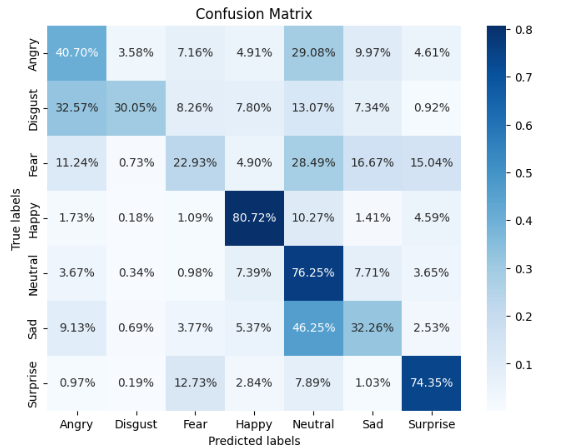 Confusion Matrix
Angry 40.70% 3.58% 7.16% 4.91% 29.08% 9.97% 4.61%
Disgust 32.57% 30.05% 8.26% 7.80% 13.07% 7.34% 0.92%
Fear 11.24% 0.73% 22.93% 4.90% 28.49% 16.67% 15.04%
Happy 1.73% 0.18% 1.09% 80.72% 10.27% 1.41% 4.59%
Neutral 3.67% 0.34% 0.98% 7.39% 76.25% 7.71% 3.65%
Sad 9.13% 0.69% 3.77% 5.37% 46.25% 32.26% 2.53%
Surprise 0.97% 0.19% 12.73% 2.84% 7.89% 1.03% 74.35%
True labels
Angry Disgust Fear Happy Neutral Sad Surprise
Predicted labels
0.8
0.7
0.6
0.5
0.4
0.3
0.2
0.1